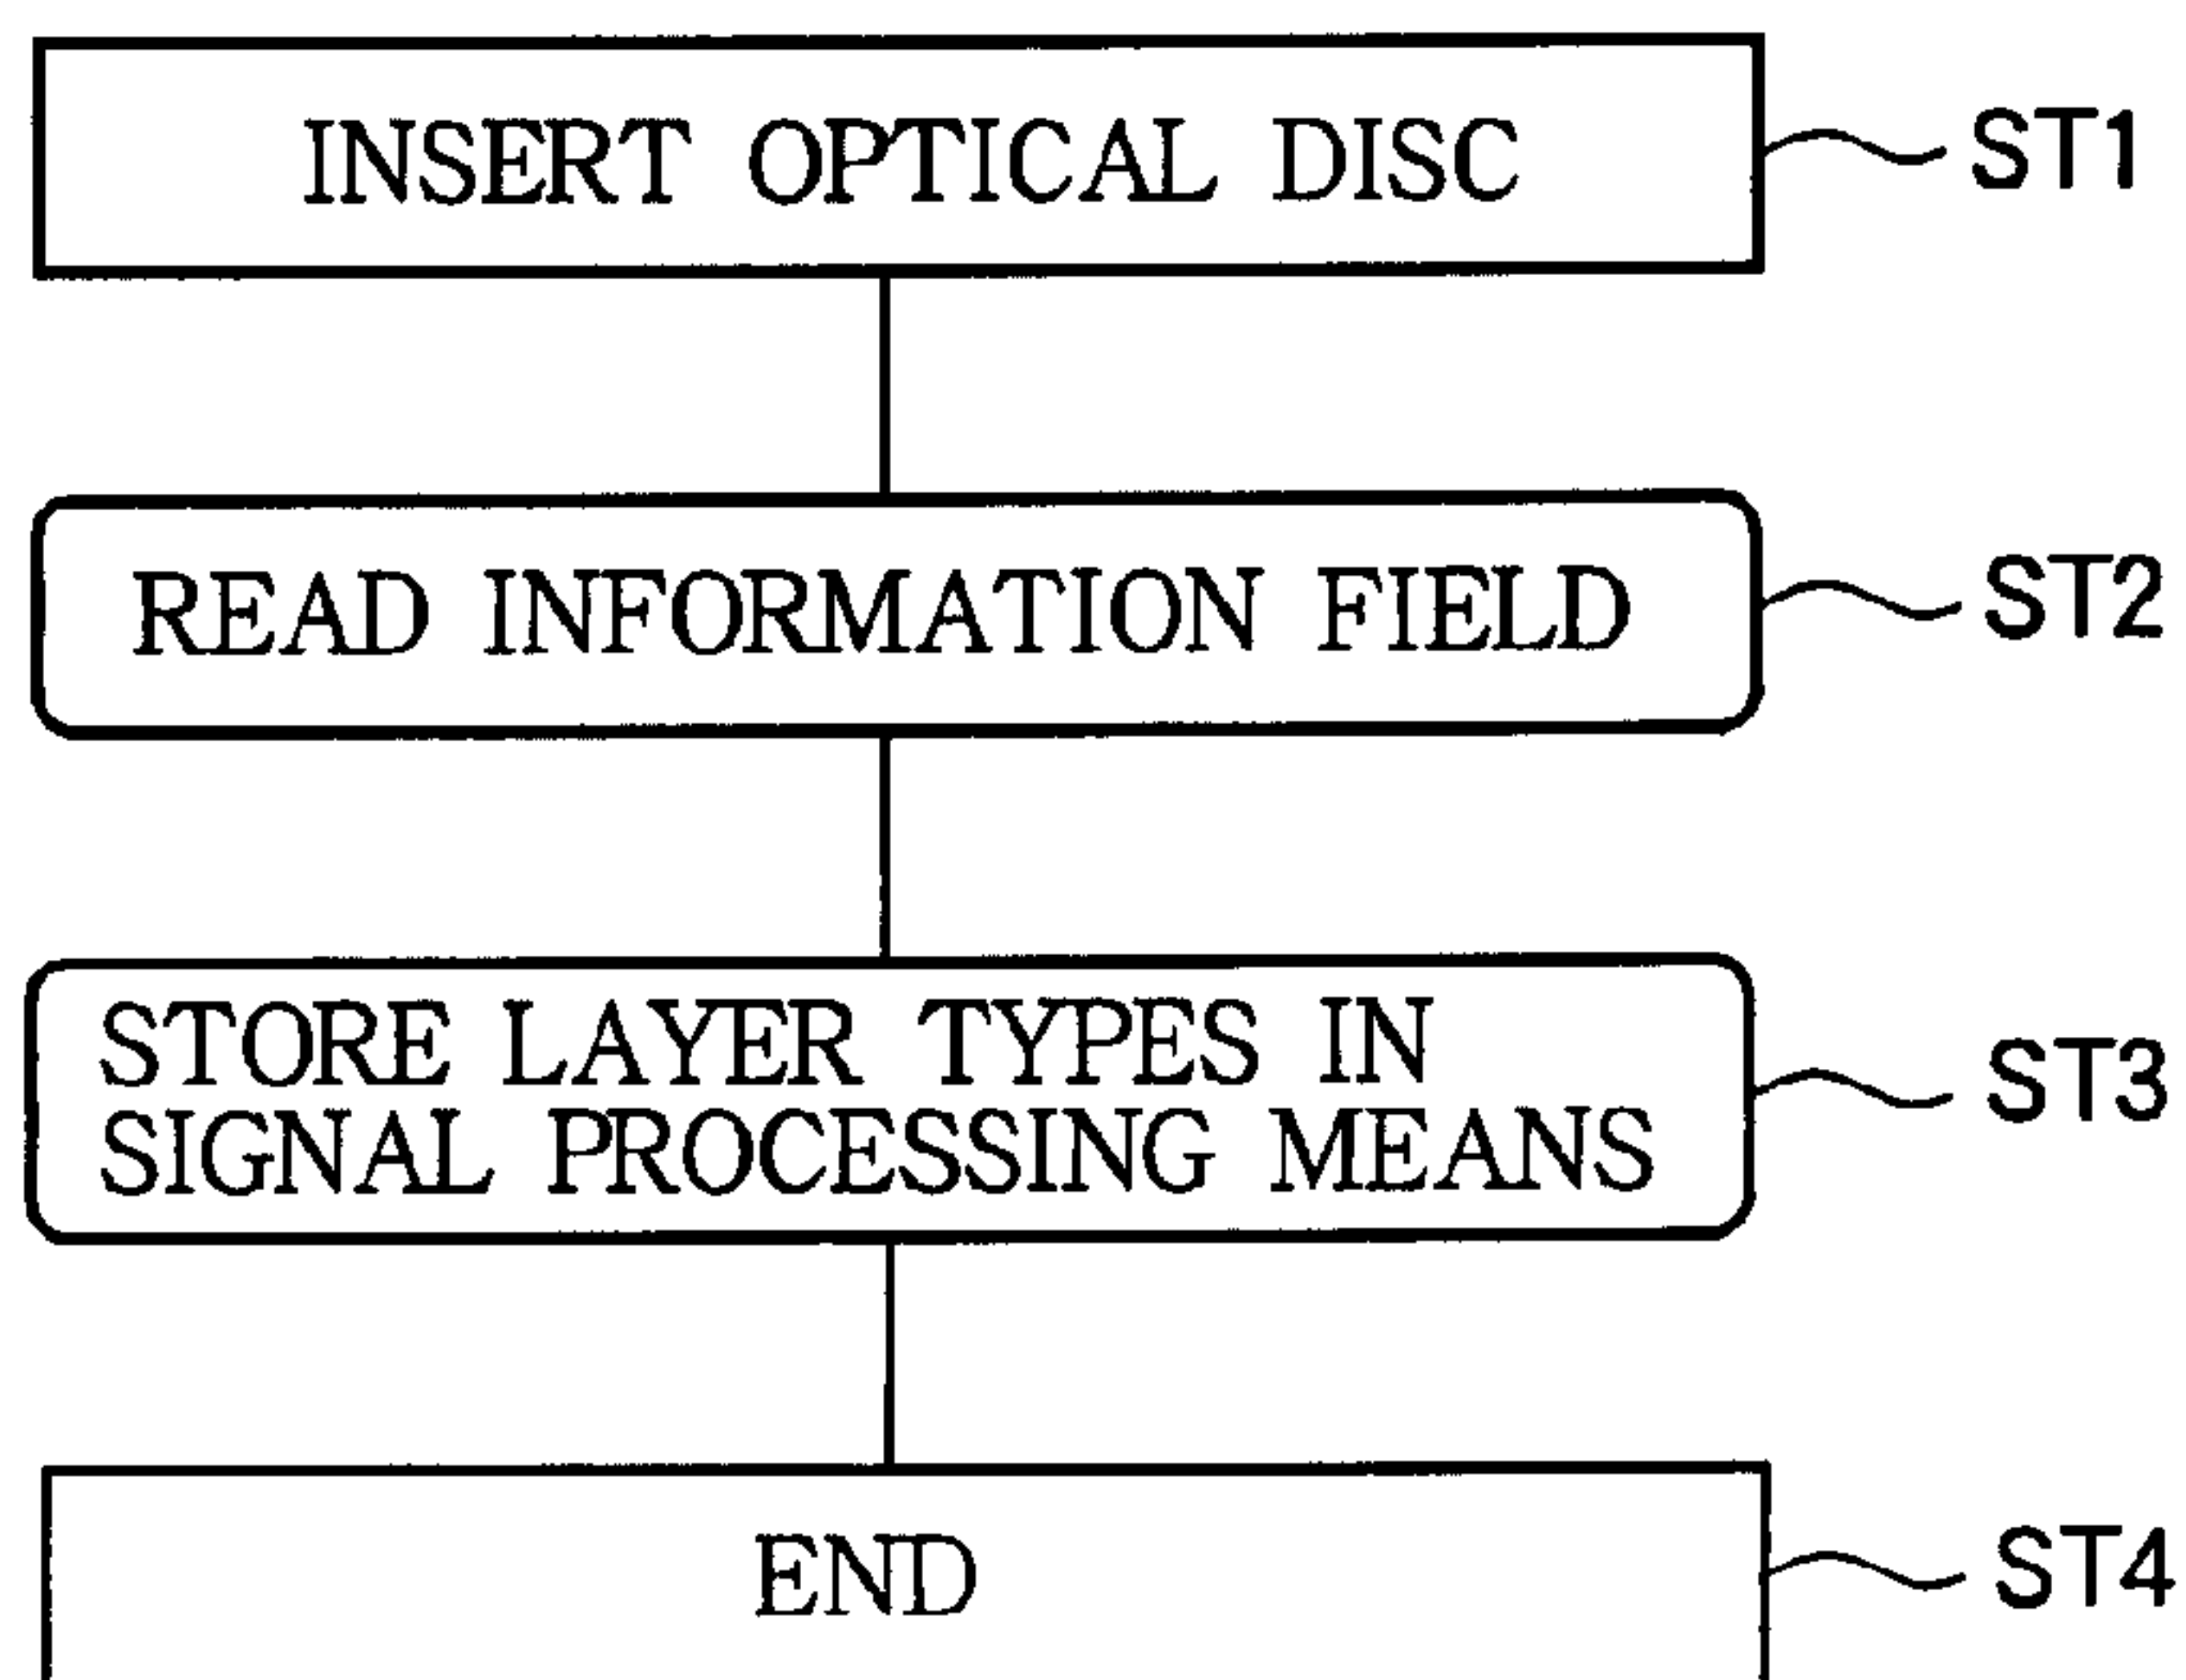 INSERT OPTICAL DISC ST1
READ INFORMATION FIELD ST2
STORE LAYER TYPES IN
SIGNAL PROCESSING MEANS ST3
END ST4